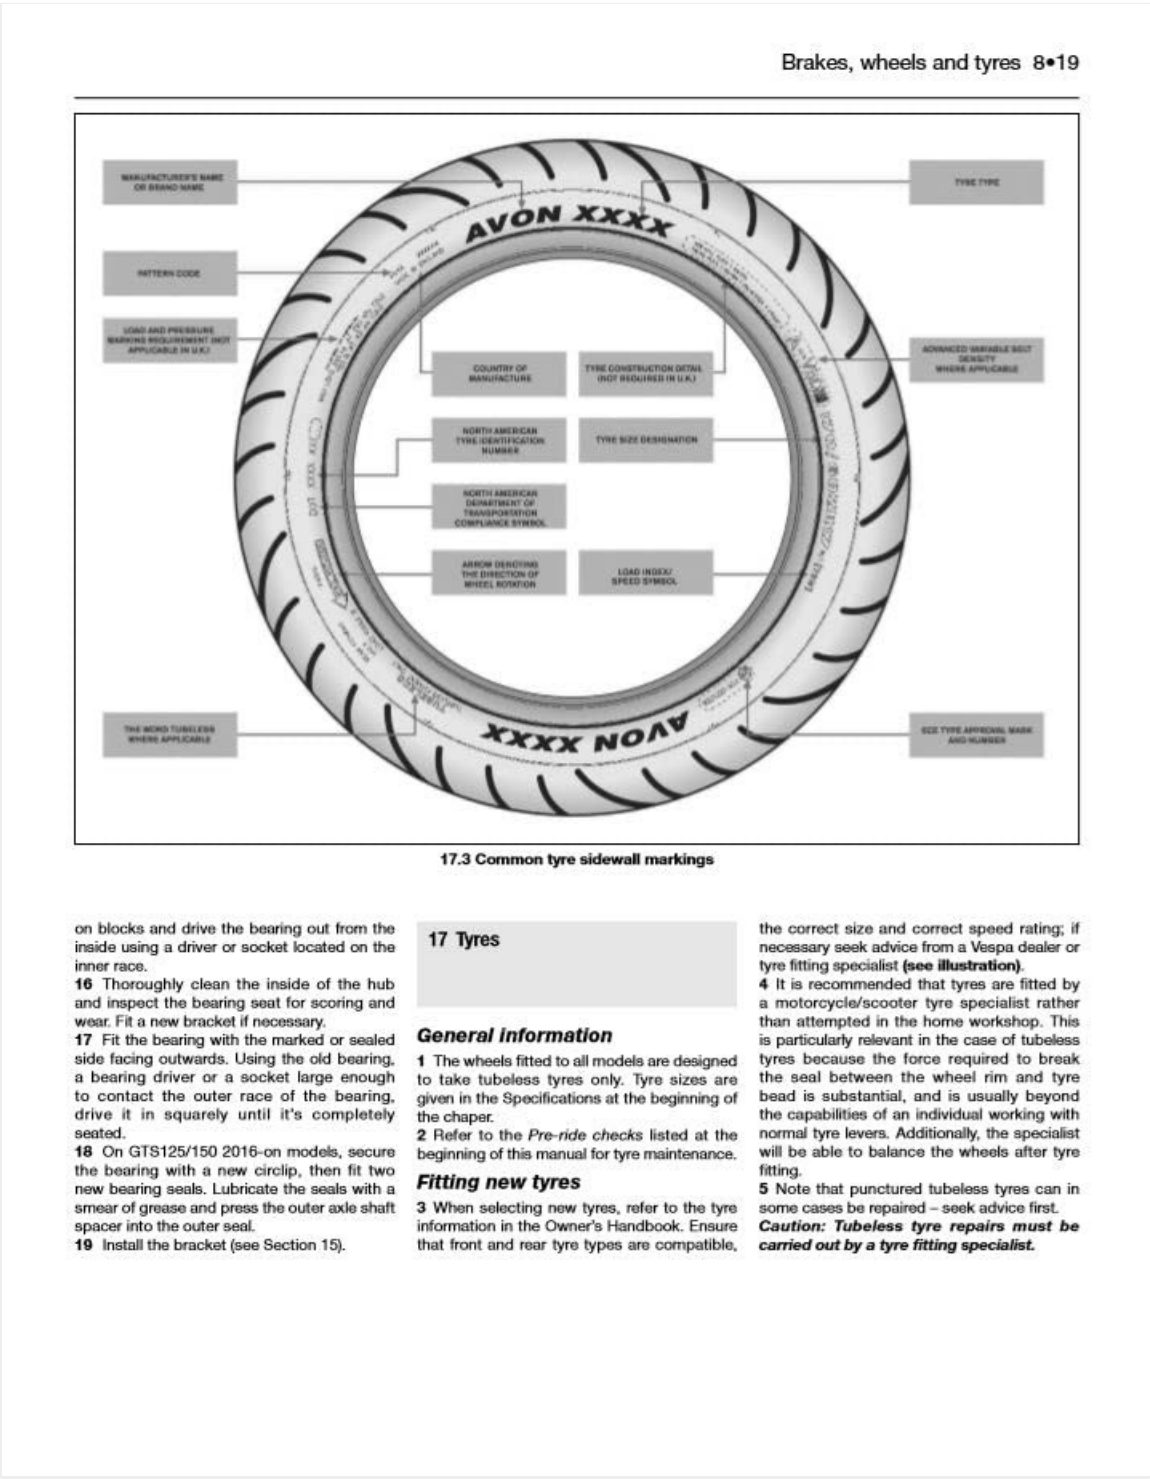 Brakes, wheels and tyres 8•19
MANUFACTURER'S NAME
OR BRAND NAME
TYRE TYPE
PATTERN CODE
LOAD AND PRESSURE
MARKING REQUIREMENT (NOT
APPLICABLE IN U.K.)
AVON XXXX
COUNTRY OF
MANUFACTURE
TYRE CONSTRUCTION DETAIL
(NOT REQUIRED IN U.K.)
ADVANCED VARIABLE BELT
DENSITY
WHERE APPLICABLE
NORTH AMERICAN
TYRE IDENTIFICATION
NUMBER
TYRE SIZE DESIGNATION
NORTH AMERICAN
DEPARTMENT OF
TRANSPORTATION
COMPLIANCE SYMBOL
ARROW DENOTING
THE DIRECTION OF
WHEEL ROTATION
LOAD INDEX/
SPEED SYMBOL
THE WORD TUBELESS
WHERE APPLICABLE
ECE TYPE APPROVAL MARK
AND NUMBER
AVON XXXX
17.3 Common tyre sidewall markings
on blocks and drive the bearing out from the
inside using a driver or socket located on the
inner race.
16 Thoroughly clean the inside of the hub
and inspect the bearing seat for scoring and
wear. Fit a new bracket if necessary.
17 Fit the bearing with the marked or sealed
side facing outwards. Using the old bearing,
a bearing driver or a socket large enough
to contact the outer race of the bearing,
drive it in squarely until it's completely
seated.
18 On GTS125/150 2016-on models, secure
the bearing with a new circlip, then fit two
new bearing seals. Lubricate the seals with a
smear of grease and press the outer axle shaft
spacer into the outer seal.
19 Install the bracket (see Section 15).
17 Tyres
General information
1 The wheels fitted to all models are designed
to take tubeless tyres only. Tyre sizes are
given in the Specifications at the beginning of
the chaper.
2 Refer to the Pre-ride checks listed at the
beginning of this manual for tyre maintenance.
Fitting new tyres
3 When selecting new tyres, refer to the tyre
information in the Owner's Handbook. Ensure
that front and rear tyre types are compatible,
the correct size and correct speed rating; if
necessary seek advice from a Vespa dealer or
tyre fitting specialist (see illustration).
4 It is recommended that tyres are fitted by
a motorcycle/scooter tyre specialist rather
than attempted in the home workshop. This
is particularly relevant in the case of tubeless
tyres because the force required to break
the seal between the wheel rim and tyre
bead is substantial, and is usually beyond
the capabilities of an individual working with
normal tyre levers. Additionally, the specialist
will be able to balance the wheels after tyre
fitting.
5 Note that punctured tubeless tyres can in
some cases be repaired – seek advice first.
Caution: Tubeless tyre repairs must be
carried out by a tyre fitting specialist.